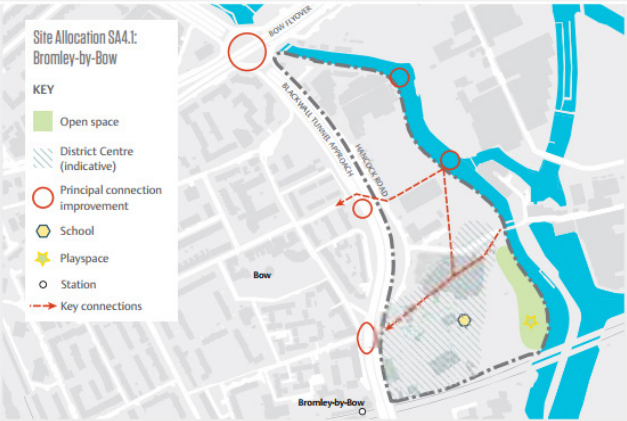 Site Allocation SA4.1:
Bromley-by-Bow
KEY
Open space
District Centre
(indicative)
Principal connection
improvement
School
Playspace
Station
Key connections
BOW FLYOVER
BLACKWALL TUNNEL APPROACH
HANCOCK ROAD
Bow
Bromley-by-Bow